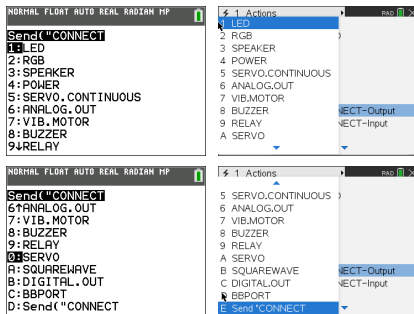 NORMAL FLOAT AUTO REAL RADIAN MP
Send("CONNECT
1:LED
2:RGB
3:SPEAKER
4:POWER
5:SERVO.CONTINUOUS
6:ANALOG.OUT
7:VIB.MOTOR
8:BUZZER
9↓RELAY
1 Actions
PAD
1 LED
2 RGB
3 SPEAKER
4 POWER
5 SERVO.CONTINUOUS
6 ANALOG.OUT
7 VIB.MOTOR
8 BUZZER
NECT-Output
9 RELAY
NECT-Input
A SERVO
NORMAL FLOAT AUTO REAL RADIAN MP
Send("CONNECT
6↑ANALOG.OUT
7:VIB.MOTOR
8:BUZZER
9:RELAY
0:SERVO
A:SQUAREWAVE
B:DIGITAL.OUT
C:BBPORT
D:Send("CONNECT
1 Actions
PAD
5 SERVO.CONTINUOUS
6 ANALOG.OUT
7 VIB.MOTOR
8 BUZZER
9 RELAY
A SERVO
B SQUAREWAVE
NECT-Output
C DIGITAL.OUT
NECT-Input
BBPORT
E Send "CONNECT